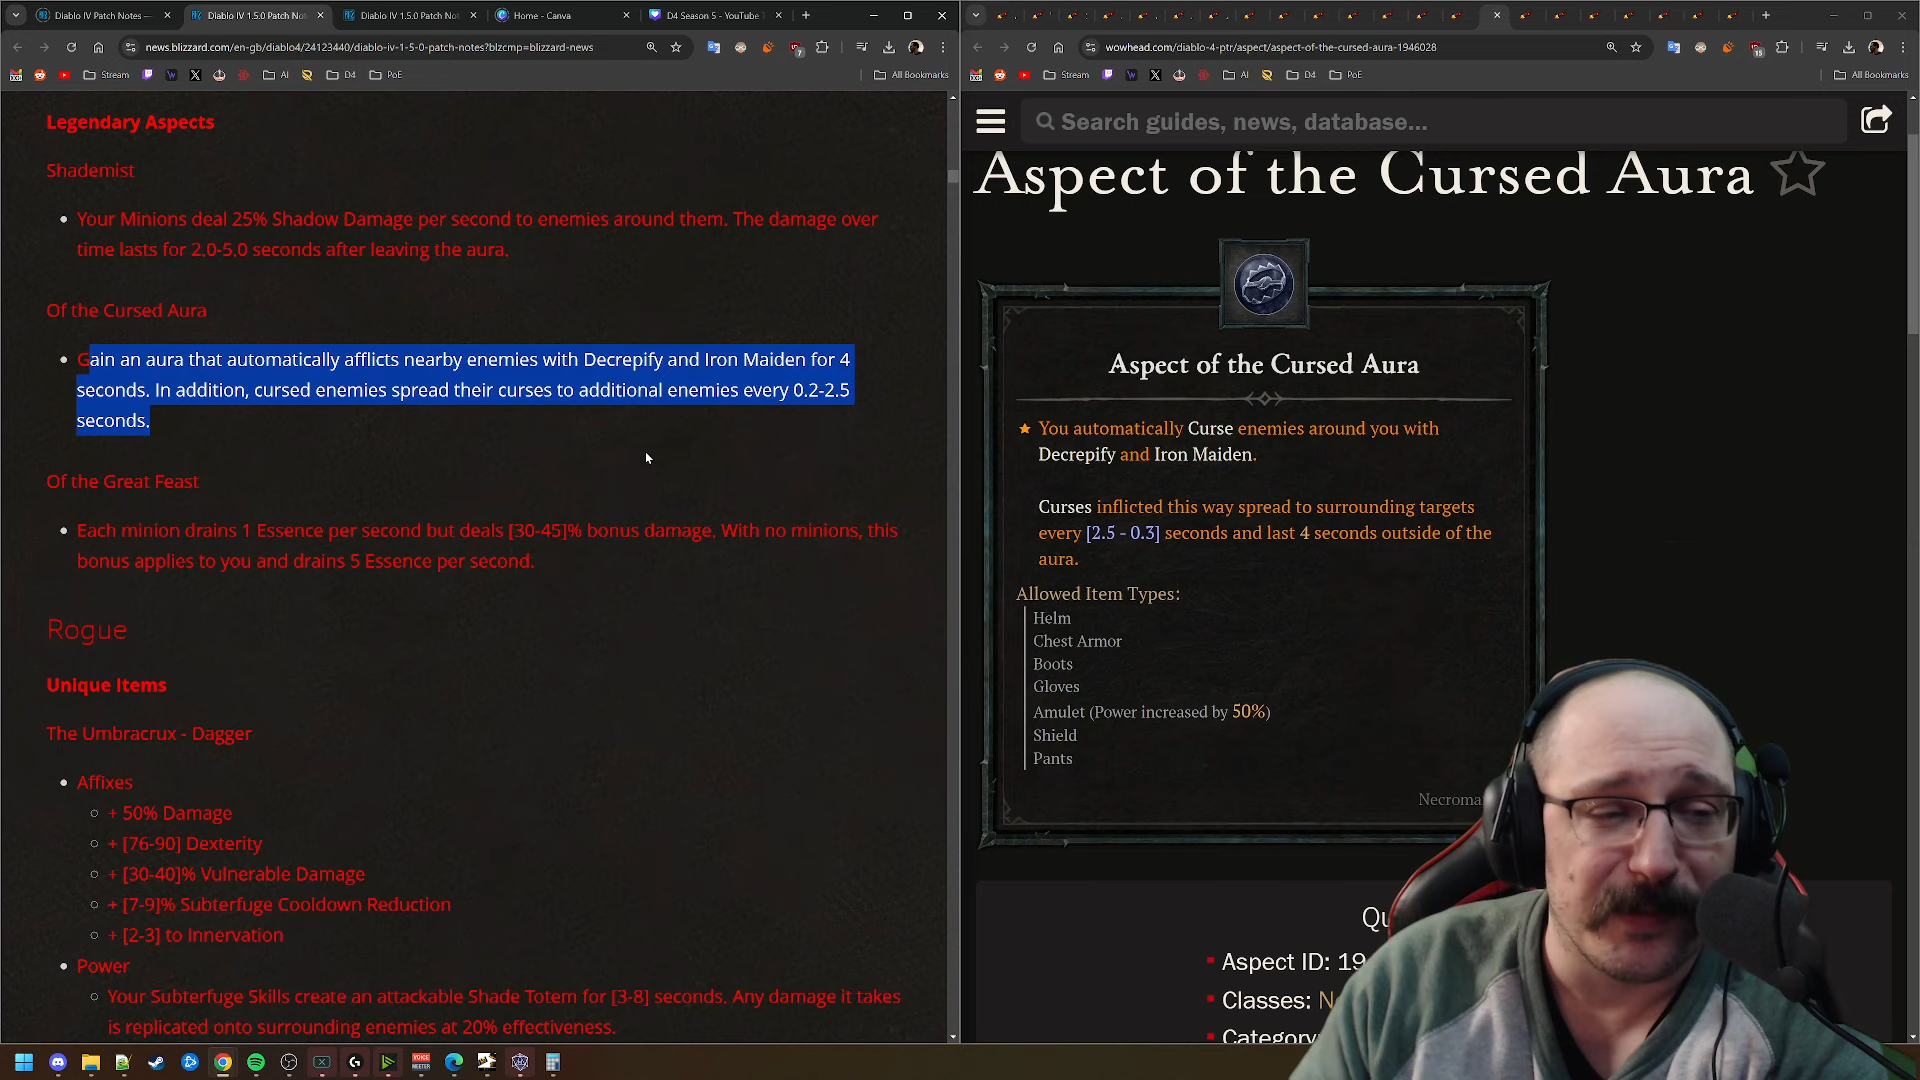 Diablo IV Patch Notes —
Diablo IV 1.5.0 Patch Not
Diablo IV 1.5.0 Patch Not
Home - Canva
D4 Season 5 - YouTube T
news.blizzard.com/en-gb/diablo4/24123440/diablo-iv-1-5-0-patch-notes?blzcmp=blizzard-news
7
Stream
AI
D4
PoE
All Bookmarks
Legendary Aspects
Shademist
Your Minions deal 25% Shadow Damage per second to enemies around them. The damage over
time lasts for 2.0-5.0 seconds after leaving the aura.
Of the Cursed Aura
Gain an aura that automatically afflicts nearby enemies with Decrepify and Iron Maiden for 4
seconds. In addition, cursed enemies spread their curses to additional enemies every 0.2-2.5
seconds.
Of the Great Feast
Each minion drains 1 Essence per second but deals [30-45]% bonus damage. With no minions, this
bonus applies to you and drains 5 Essence per second.
Rogue
Unique Items
The Umbracrux - Dagger
Affixes
+ 50% Damage
+ [76-90] Dexterity
+ [30-40]% Vulnerable Damage
+ [7-9]% Subterfuge Cooldown Reduction
+ [2-3] to Innervation
Power
Your Subterfuge Skills create an attackable Shade Totem for [3-8] seconds. Any damage it takes
is replicated onto surrounding enemies at 20% effectiveness.
wowhead.com/diablo-4-ptr/aspect/aspect-of-the-cursed-aura-1946028
15
Stream
AI
D4
PoE
All Bookmarks
Search guides, news, database...
Aspect of the Cursed Aura
Aspect of the Cursed Aura
You automatically Curse enemies around you with
Decrepify and Iron Maiden.
Curses inflicted this way spread to surrounding targets
every [2.5 - 0.3] seconds and last 4 seconds outside of the
aura.
Allowed Item Types:
Helm
Chest Armor
Boots
Gloves
Amulet (Power increased by 50%)
Shield
Pants
Necroma
Qu
Aspect ID: 19
Classes: N
Category
VOICE
MEETER